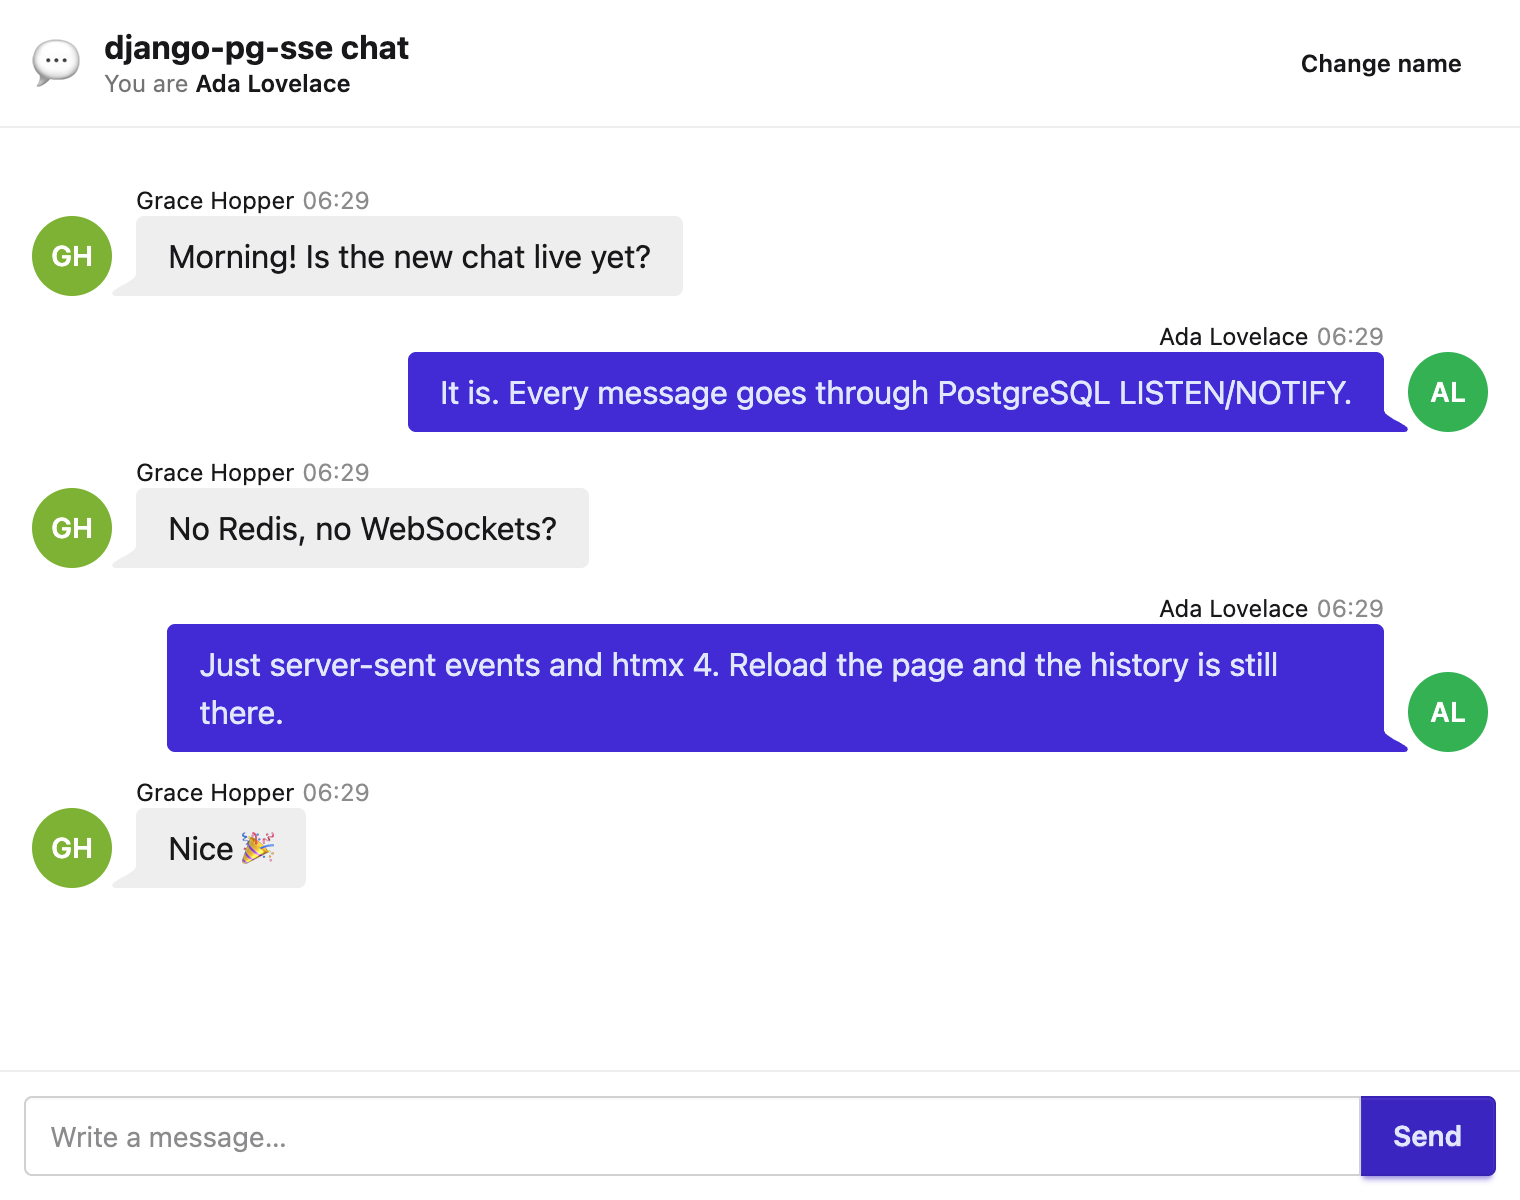 django-pg-sse chat
You are Ada Lovelace
Change name
Grace Hopper 06:29
GH
Morning! Is the new chat live yet?
Ada Lovelace 06:29
It is. Every message goes through PostgreSQL LISTEN/NOTIFY.
AL
Grace Hopper 06:29
GH
No Redis, no WebSockets?
Ada Lovelace 06:29
Just server-sent events and htmx 4. Reload the page and the history is still
there.
AL
Grace Hopper 06:29
GH
Nice 🎉
Write a message...
Send